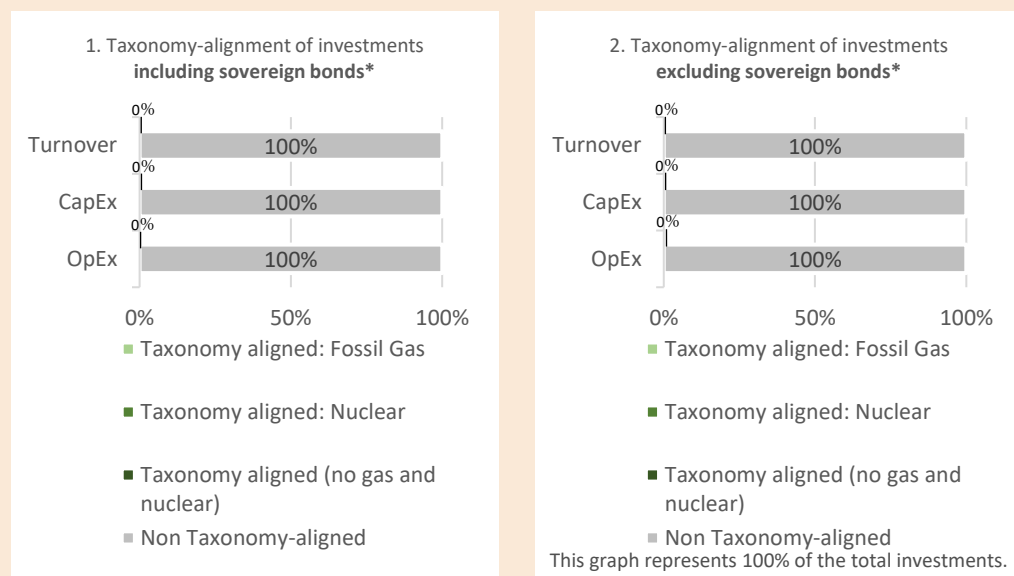 1. Taxonomy-alignment of investments
including sovereign bonds*
0%
Turnover
100%
0%
CapEx
100%
0%
OpEx
100%
0%
50%
100%
Taxonomy aligned: Fossil Gas
Taxonomy aligned: Nuclear
Taxonomy aligned (no gas and
nuclear)
Non Taxonomy-aligned
2. Taxonomy-alignment of investments
excluding sovereign bonds*
0%
Turnover
100%
0%
CapEx
100%
0%
OpEx
100%
0%
50%
100%
Taxonomy aligned: Fossil Gas
Taxonomy aligned: Nuclear
Taxonomy aligned (no gas and
nuclear)
Non Taxonomy-aligned
This graph represents 100% of the total investments.